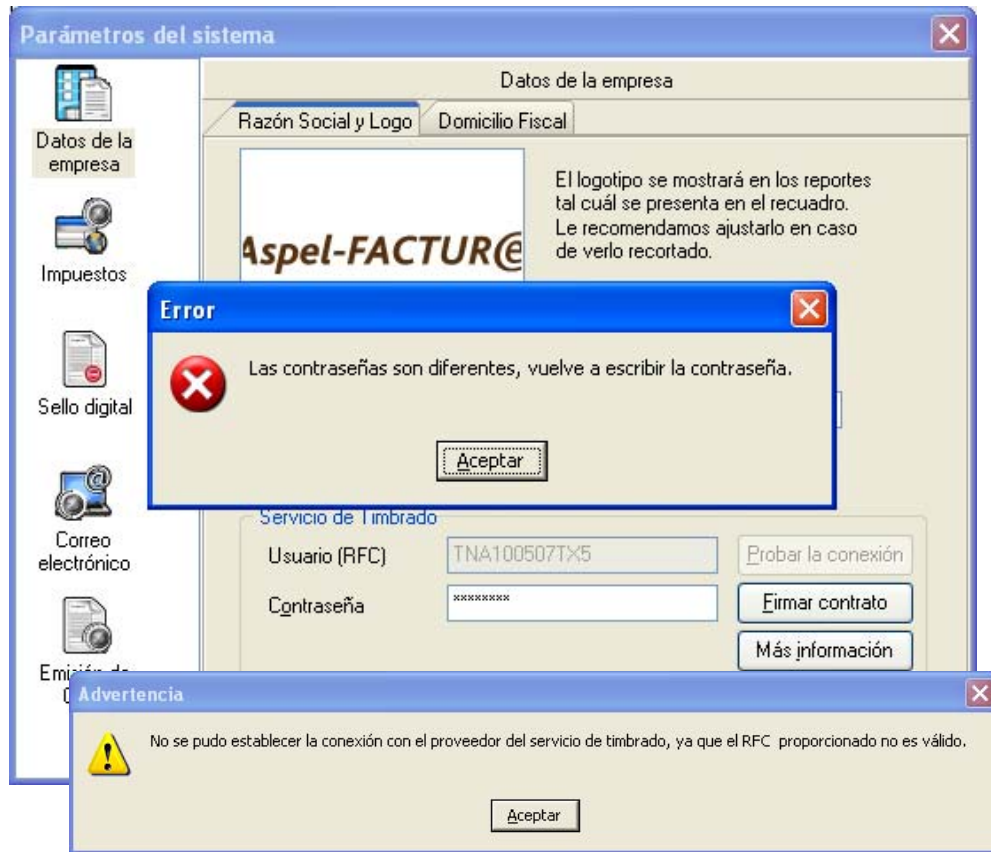 Parámetros del sistema
Datos de la empresa
Impuestos
Sello digital
Correo electrónico
Datos de la empresa
Razón Social y Logo
Domicilio Fiscal
Aspel-FACTUR@
El logotipo se mostrará en los reportes
tal cuál se presenta en el recuadro.
Le recomendamos ajustarlo en caso
de verlo recortado.
Error
Las contraseñas son diferentes, vuelve a escribir la contraseña.
Aceptar
Servicio de Timbrado
Usuario (RFC)
TNA100507TX5
Probar la conexión
Contraseña
********
Firmar contrato
Más información
Advertencia
No se pudo establecer la conexión con el proveedor del servicio de timbrado, ya que el RFC proporcionado no es válido.
Aceptar